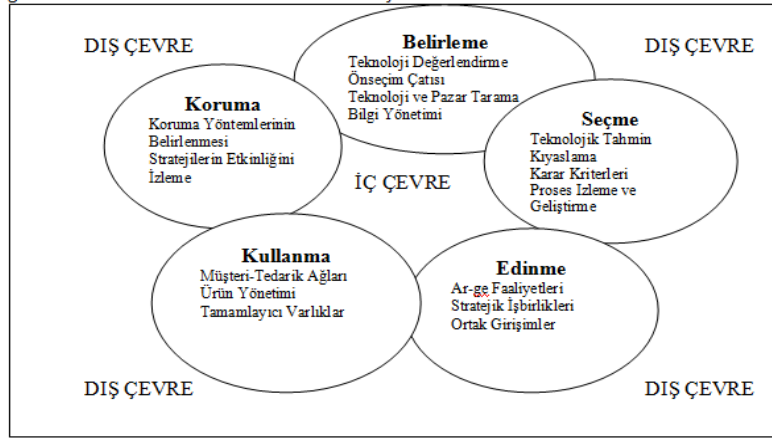 DIŞ ÇEVRE
DIŞ ÇEVRE
Belirleme
Teknoloji Değerlendirme
Önseçim Çatısı
Teknoloji ve Pazar Tarama
Bilgi Yönetimi
Koruma
Koruma Yöntemlerinin
Belirlenmesi
Stratejilerin Etkinliğini
İzleme
Seçme
Teknolojik Tahmin
Kıyaslama
Karar Kriterleri
Proses Izleme ve
Geliştirme
İÇ ÇEVRE
Kullanma
Müşteri-Tedarik Ağları
Ürün Yönetimi
Tamamlayıcı Varlıklar
Edinme
Ar-ge Faaliyetleri
Stratejik İşbirlikleri
Ortak Girişimler
DIŞ ÇEVRE
DIŞ ÇEVRE